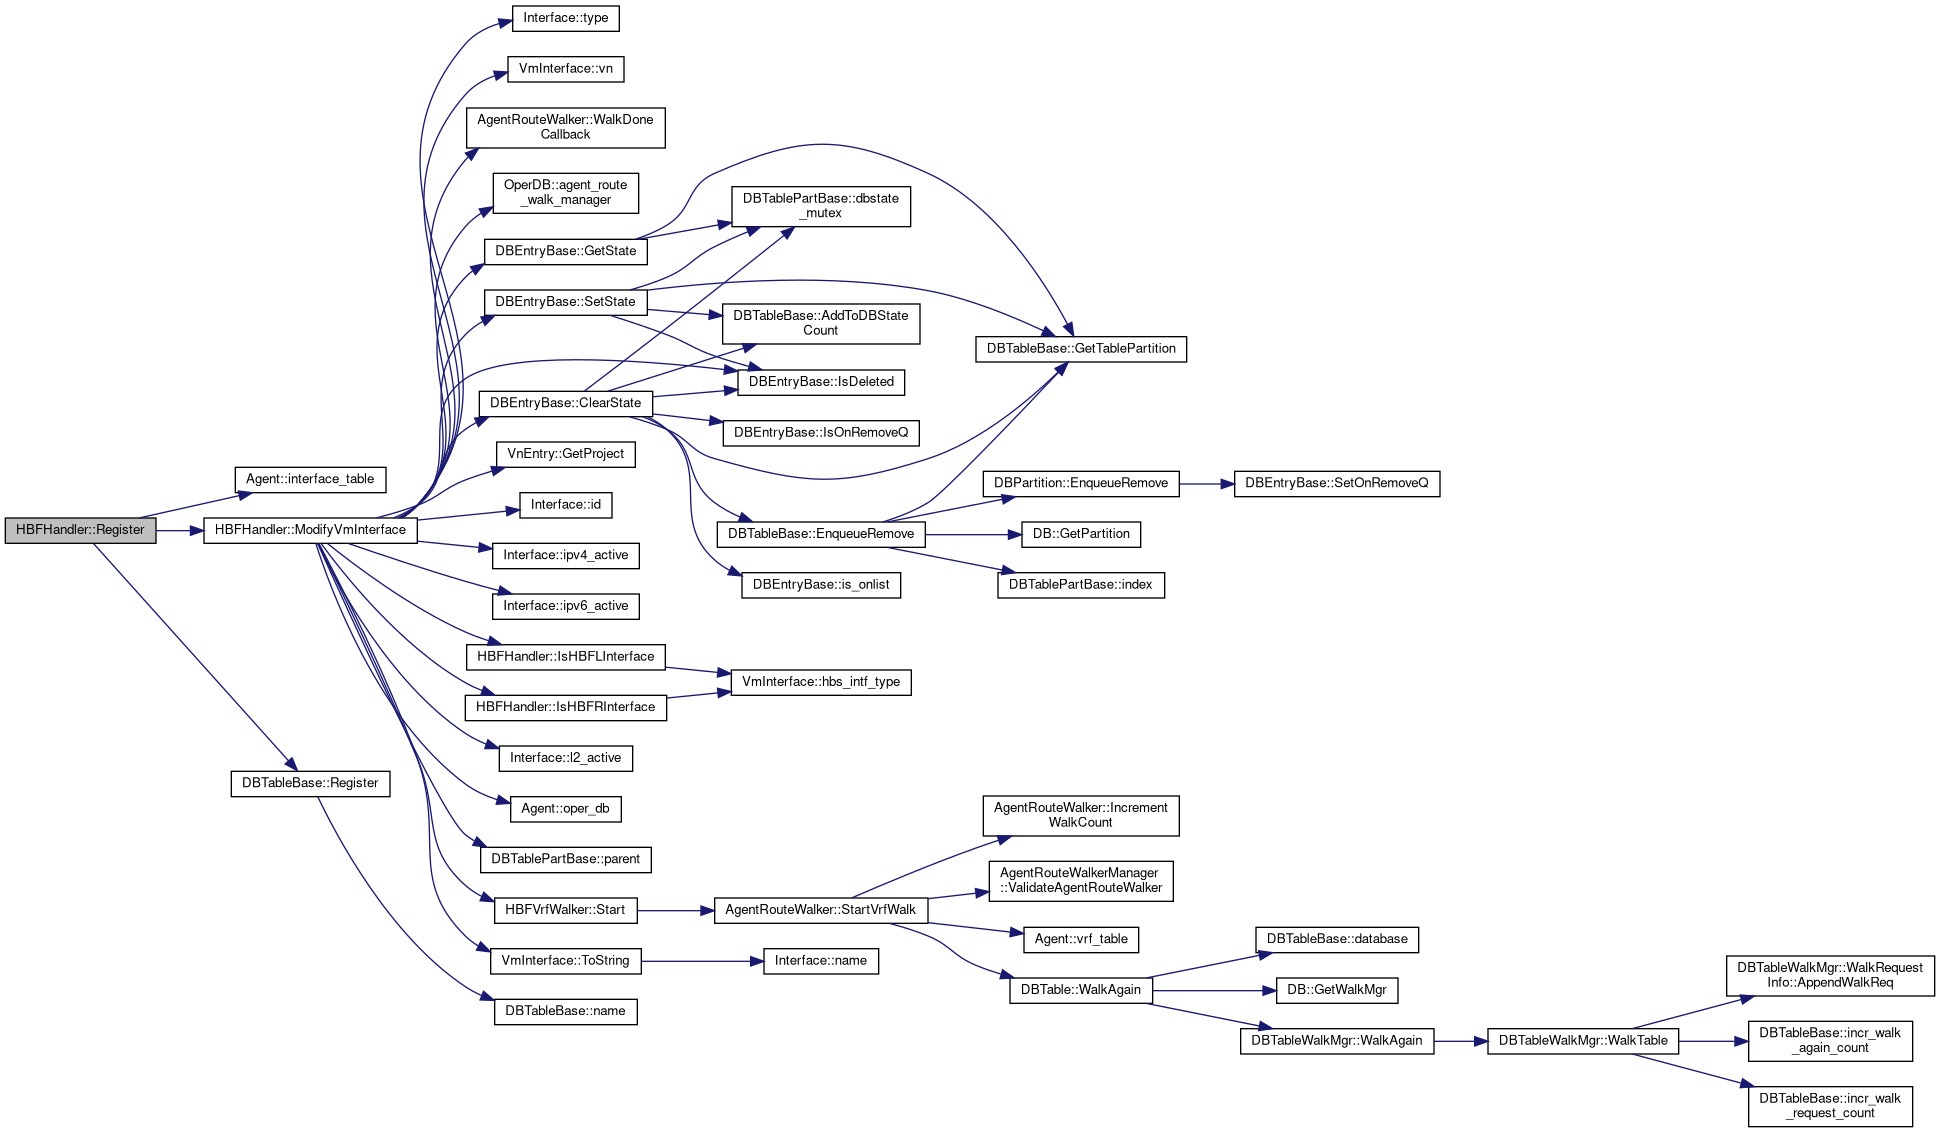 Interface::type
VmInterface::vn
AgentRouteWalker::WalkDone
Callback
OperDB::agent_route
_walk_manager
DBEntryBase::GetState
DBEntryBase::SetState
DBEntryBase::ClearState
VnEntry::GetProject
Interface::id
Interface::ipv4_active
Interface::ipv6_active
HBFHandler::IsHBFLInterface
HBFHandler::IsHBFRInterface
Interface::l2_active
Agent::oper_db
DBTablePartBase::parent
HBFVrfWalker::Start
VmInterface::ToString
DBTableBase::name
HBFHandler::Register
Agent::interface_table
HBFHandler::ModifyVmInterface
DBTableBase::Register
DBTablePartBase::dbstate
_mutex
DBTableBase::AddToDBState
Count
DBEntryBase::IsDeleted
DBEntryBase::IsOnRemoveQ
DBTableBase::EnqueueRemove
DBEntryBase::is_onlist
VmInterface::hbs_intf_type
AgentRouteWalker::StartVrfWalk
Interface::name
DBTableBase::GetTablePartition
DBPartition::EnqueueRemove
DB::GetPartition
DBTablePartBase::index
DBEntryBase::SetOnRemoveQ
AgentRouteWalker::Increment
WalkCount
AgentRouteWalkerManager
::ValidateAgentRouteWalker
Agent::vrf_table
DBTable::WalkAgain
DBTableBase::database
DB::GetWalkMgr
DBTableWalkMgr::WalkAgain
DBTableWalkMgr::WalkTable
DBTableWalkMgr::WalkRequest
Info::AppendWalkReq
DBTableBase::incr_walk
_again_count
DBTableBase::incr_walk
_request_count